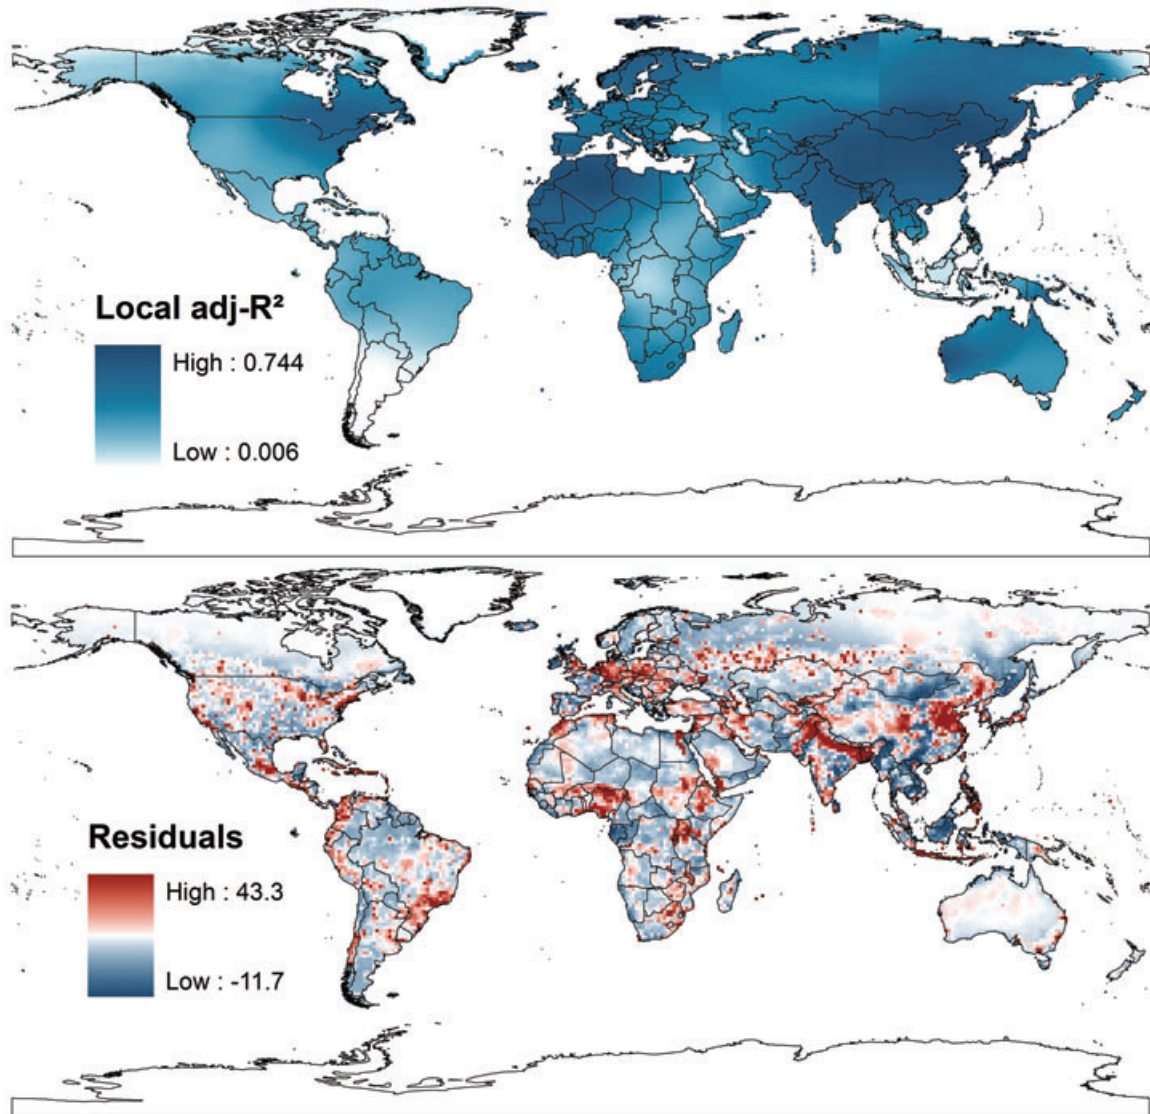 Local adj-R²
High : 0.744
Low : 0.006
Residuals
High : 43.3
Low : -11.7